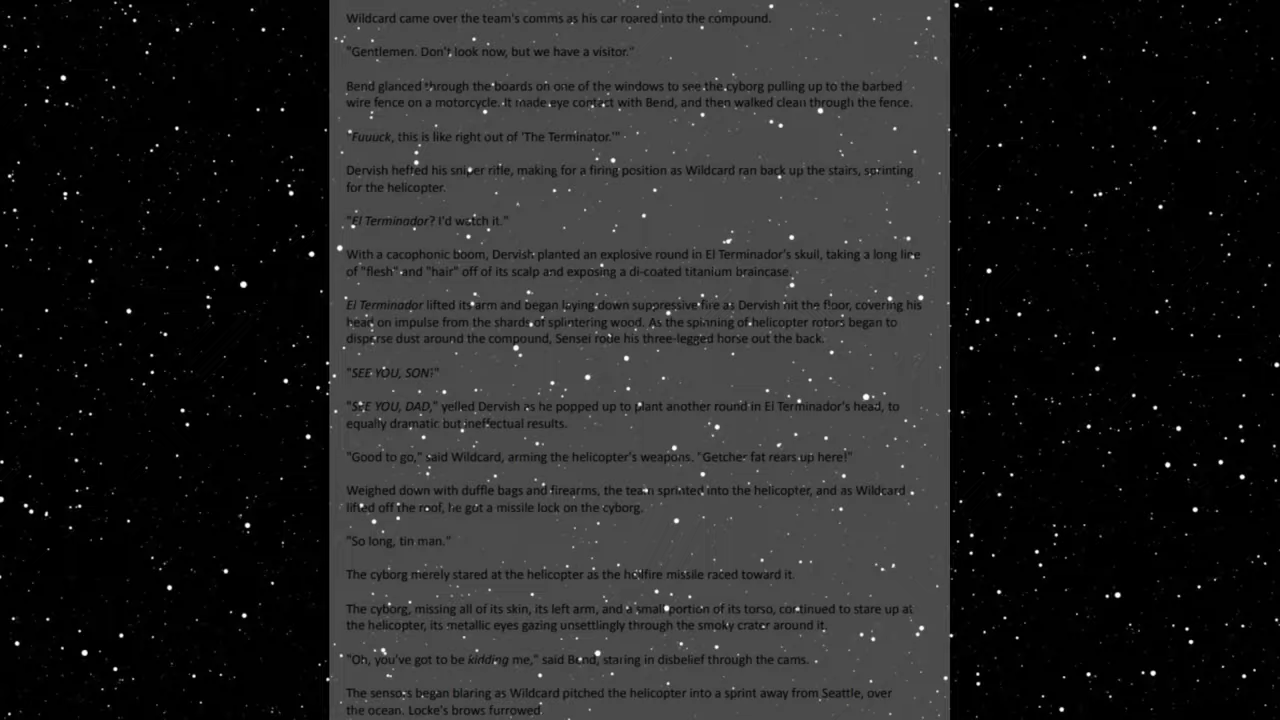 Wildcard came over the team's comms as his car roared into the compound.
"Gentlemen. Don't look now, but we have a visitor."
Bend glanced through the boards on one of the windows to see the cyborg pulling up to the barbed
wire fence on a motorcycle. It made eye contact with Bend, and then walked clean through the fence.
"Fuuuck, this is like right out of 'The Terminator.'"
Dervish hefted his sniper rifle, making for a firing position as Wildcard ran back up the stairs, sprinting
for the helicopter.
"El Terminador? I'd watch it."
With a cacophonic boom, Dervish planted an explosive round in El Terminador's skull, taking a long line
of "flesh" and "hair" off of its scalp and exposing a di-coated titanium braincase.
El Terminador lifted its arm and began laying down suppressive fire as Dervish hit the floor, covering his
head on impulse from the shards of splintering wood. As the spinning of helicopter rotors began to
disperse dust around the compound, Sensei rode his three-legged horse out the back.
"SEE YOU, SON!"
"SEE YOU, DAD," yelled Dervish as he popped up to plant another round in El Terminador's head, to
equally dramatic but ineffectual results.
"Good to go," said Wildcard, arming the helicopter's weapons. "Getcher fat rears up here!"
Weighed down with duffle bags and firearms, the team sprinted into the helicopter, and as Wildcard
lifted off the roof, he got a missile lock on the cyborg.
"So long, tin man."
The cyborg merely stared at the helicopter as the hellfire missile raced toward it.
The cyborg, missing all of its skin, its left arm, and a small portion of its torso, continued to stare up at
the helicopter, its metallic eyes gazing unsettlingly through the smoky crater around it.
"Oh, you've got to be kidding me," said Bend, staring in disbelief through the cams.
The sensors began blaring as Wildcard pitched the helicopter into a sprint away from Seattle, over
the ocean. Locke's brows furrowed.